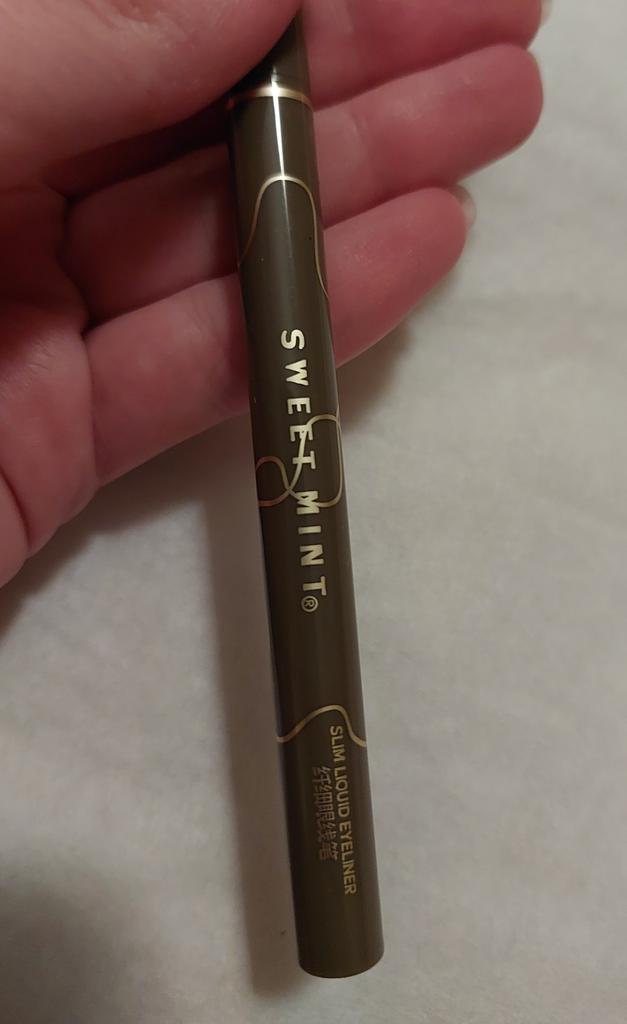 SWEET MINT®
SLIM LIQUID EYELINER
纤细眼线笔